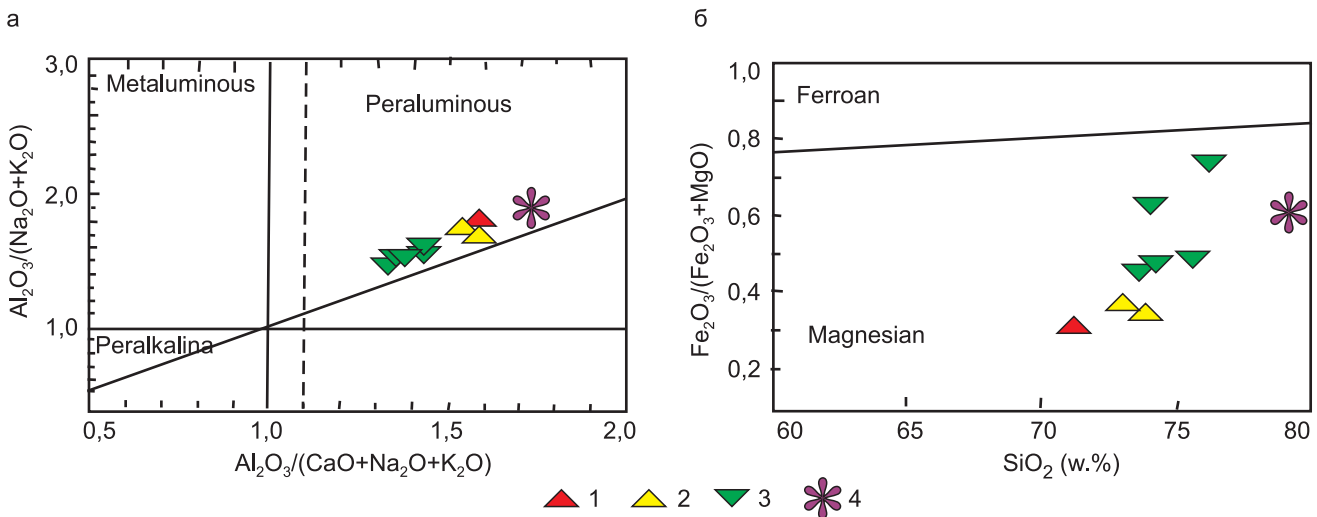 а
3,0
2,0
1,0
Al₂O₃/(Na₂O+K₂O)
Metaluminous
Peraluminous
Peralkalina
0,5 1,0 1,5 2,0
Al₂O₃/(CaO+Na₂O+K₂O)
б
1,0
0,8
0,6
0,4
0,2
Fe₂O₃/(Fe₂O₃+MgO)
Ferroan
Magnesian
60 65 70 75 80
SiO₂ (w.%)
1 2 3 4